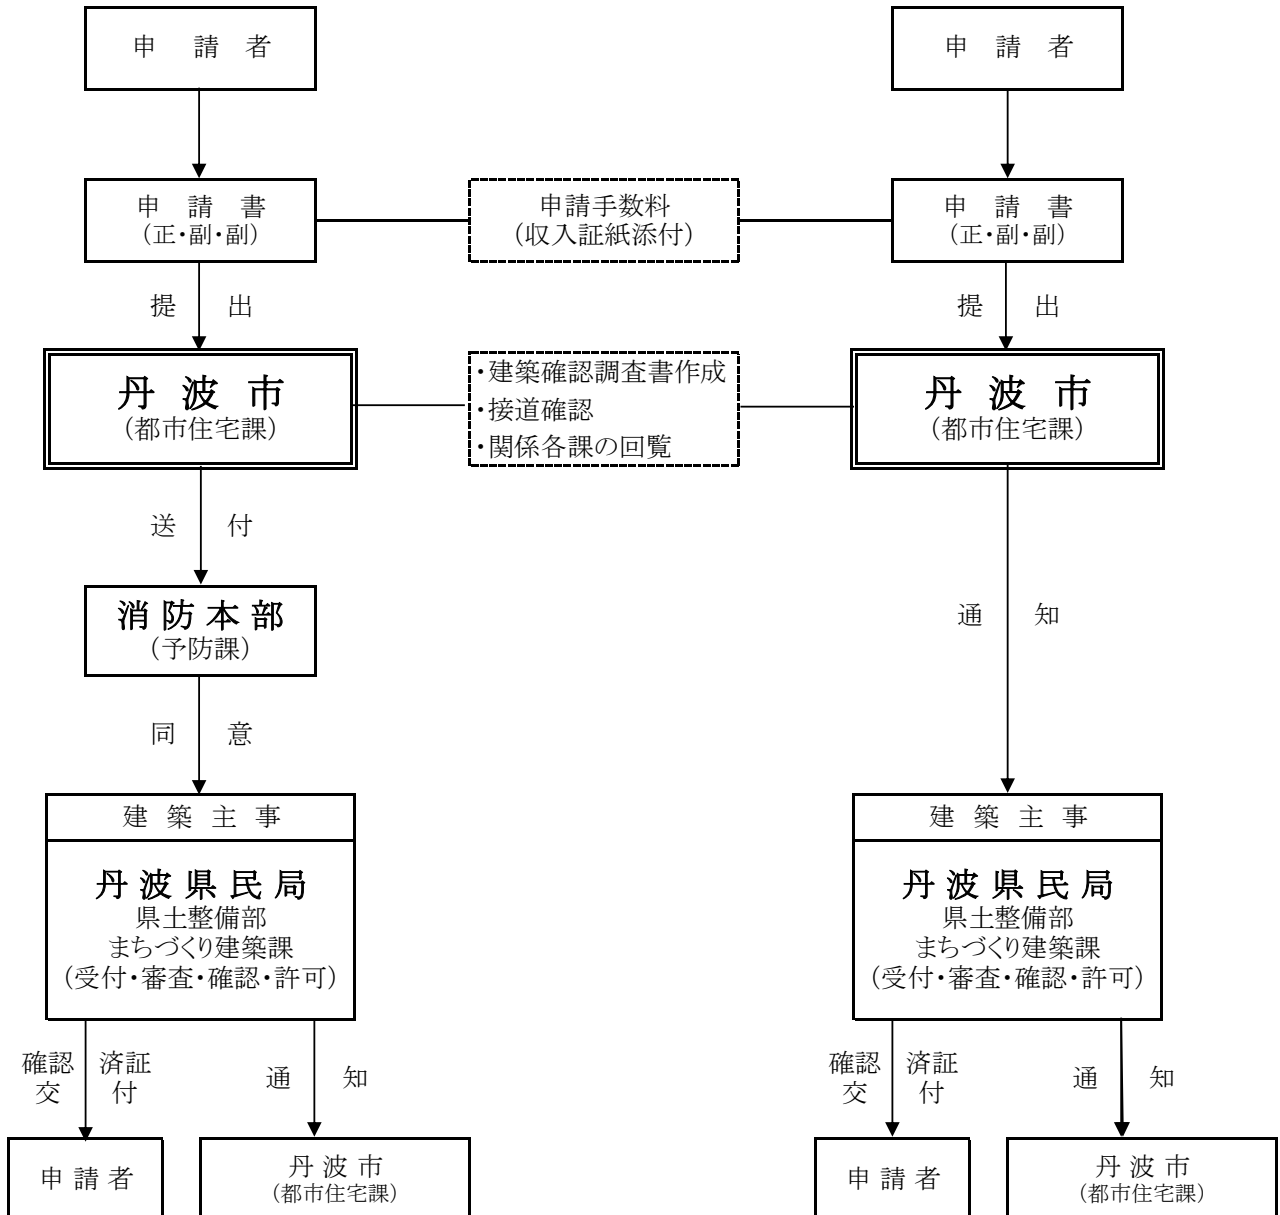 申請者
申請者
申請書
(正・副・副)
申請手数料
(収入証紙添付)
申請書
(正・副・副)
提出
提出
丹波市
(都市住宅課)
・建築確認調査書作成
・接道確認
・関係各課の回覧
丹波市
(都市住宅課)
送付
消防本部
(予防課)
通知
同意
建築主事
丹波県民局
県土整備部
まちづくり建築課
(受付・審査・確認・許可)
建築主事
丹波県民局
県土整備部
まちづくり建築課
(受付・審査・確認・許可)
確認済証
交付
通知
確認済証
交付
通知
申請者
丹波市
(都市住宅課)
申請者
丹波市
(都市住宅課)